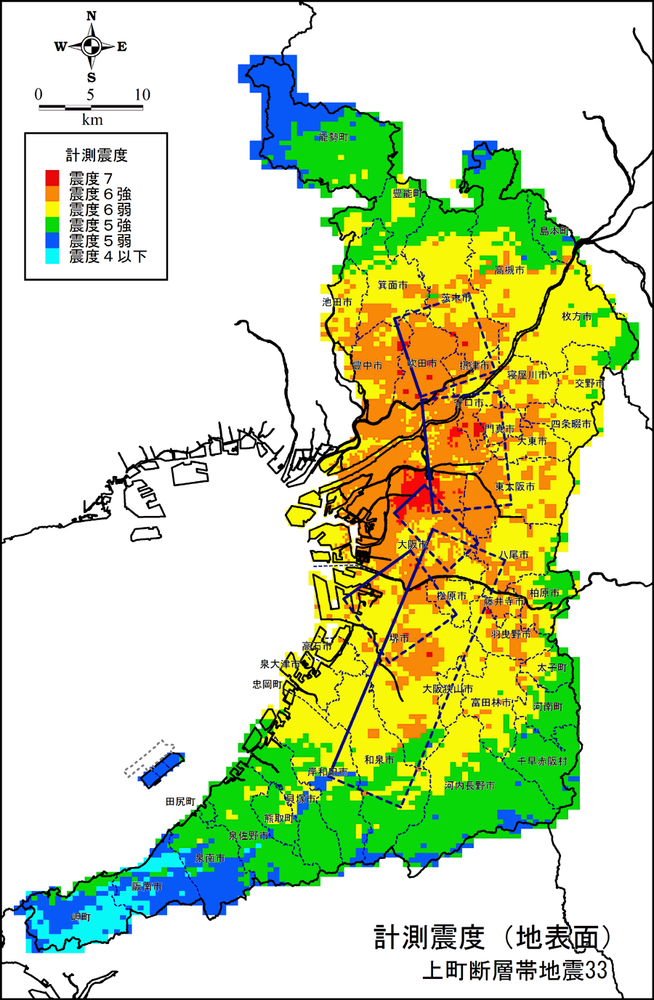 N
W E
S
0 5 10
km
計測震度
震度７
震度６強
震度６弱
震度５強
震度５弱
震度４以下
能勢町
豊能町
島本町
高槻市
箕面市
茨木市
池田市
枚方市
豊中市
吹田市
摂津市
寝屋川市
交野市
守口市
四条畷市
門真市
大東市
東大阪市
大阪市
八尾市
松原市
柏原市
藤井寺市
羽曳野市
堺市
高石市
泉大津市
太子町
忠岡町
大阪狭山市
富田林市
河南町
和泉市
千早赤阪村
岸和田市
河内長野市
田尻町
貝塚市
熊取町
泉佐野市
泉南市
阪南市
岬町
計測震度（地表面）
上町断層帯地震33